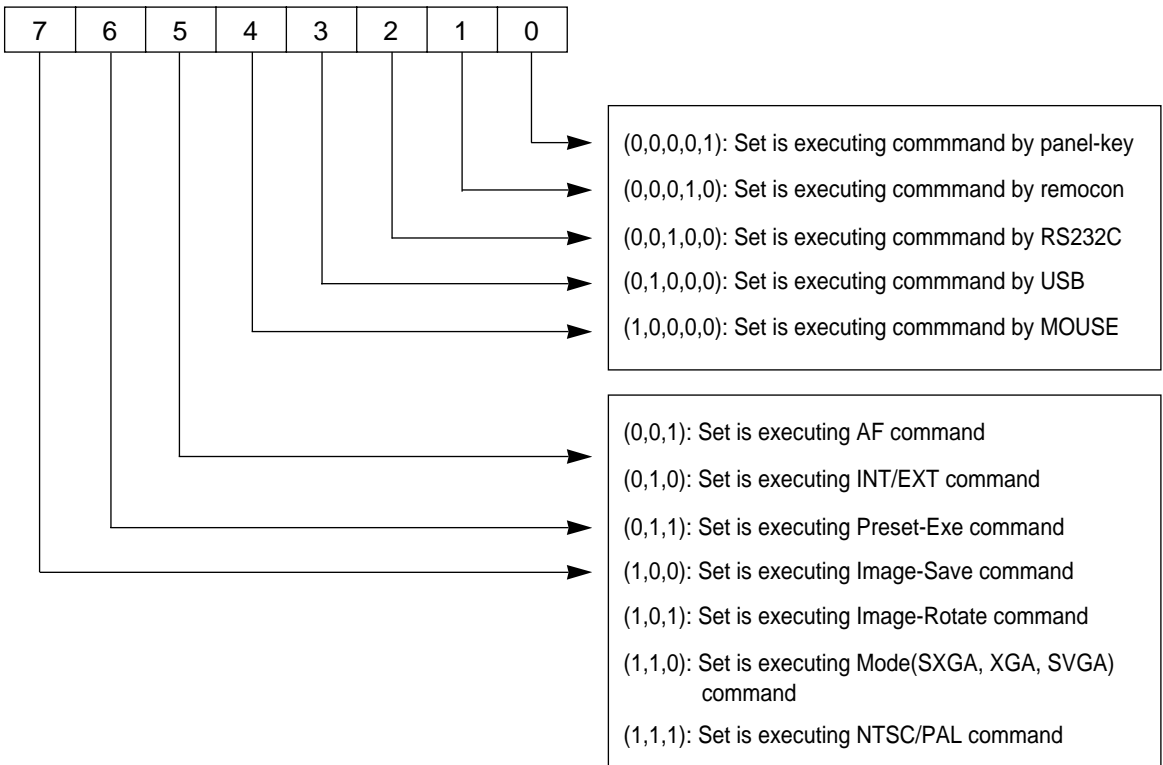 7 6 5 4 3 2 1 0
(0,0,0,0,1): Set is executing commmand by panel-key
(0,0,0,1,0): Set is executing commmand by remocon
(0,0,1,0,0): Set is executing commmand by RS232C
(0,1,0,0,0): Set is executing commmand by USB
(1,0,0,0,0): Set is executing commmand by MOUSE
(0,0,1): Set is executing AF command
(0,1,0): Set is executing INT/EXT command
(0,1,1): Set is executing Preset-Exe command
(1,0,0): Set is executing Image-Save command
(1,0,1): Set is executing Image-Rotate command
(1,1,0): Set is executing Mode(SXGA, XGA, SVGA)
command
(1,1,1): Set is executing NTSC/PAL command